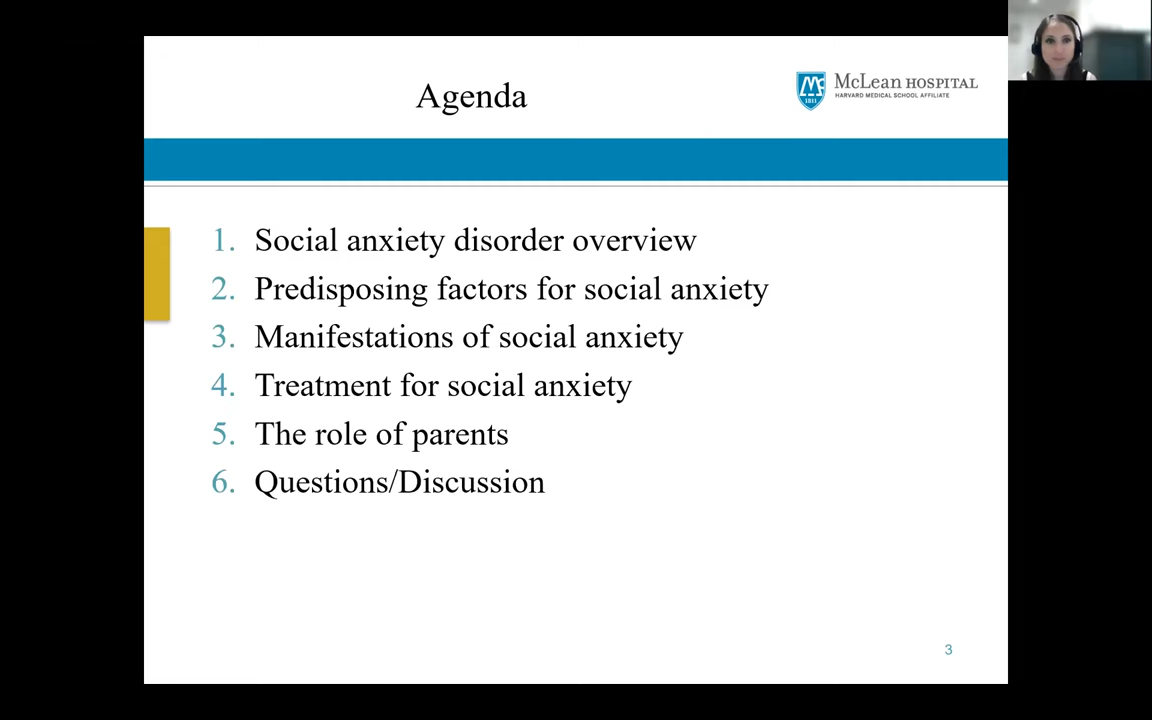 Agenda
McLean HOSPITAL
HARVARD MEDICAL SCHOOL AFFILIATE
1811
1. Social anxiety disorder overview
2. Predisposing factors for social anxiety
3. Manifestations of social anxiety
4. Treatment for social anxiety
5. The role of parents
6. Questions/Discussion
3